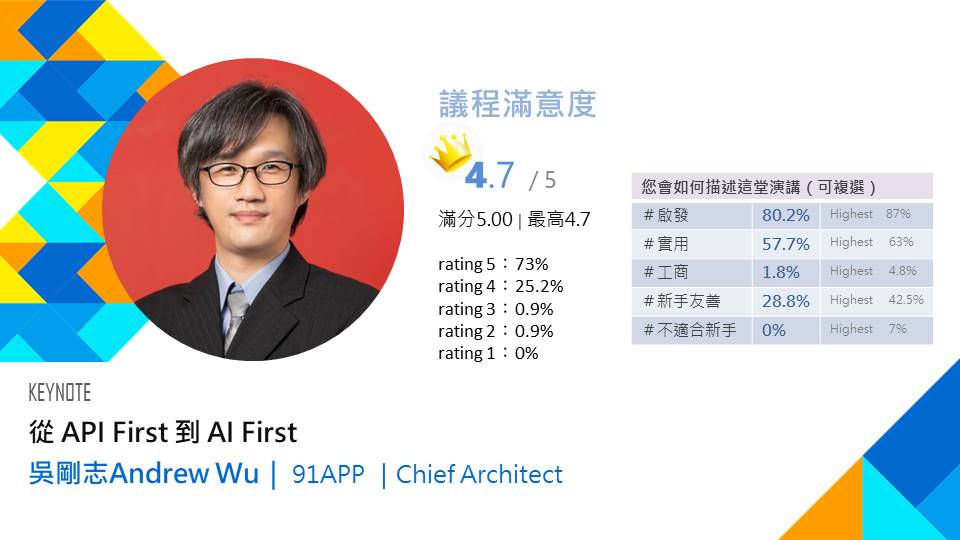 議程滿意度
4.7 / 5
滿分5.00 | 最高4.7
rating 5：73%
rating 4：25.2%
rating 3：0.9%
rating 2：0.9%
rating 1：0%
您會如何描述這堂演講 ( 可複選 )
#啟發 80.2% Highest 87%
#實用 57.7% Highest 63%
#工商 1.8% Highest 4.8%
#新手友善 28.8% Highest 42.5%
#不適合新手 0% Highest 7%
KEYNOTE
從 API First 到 AI First
吳剛志Andrew Wu｜ 91APP | Chief Architect